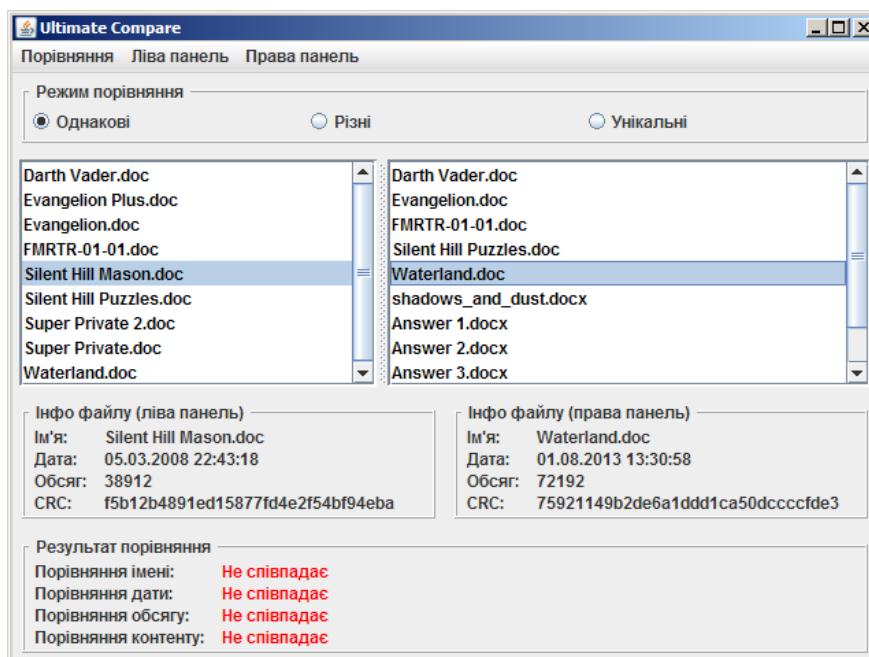 Ultimate Compare
Порівняння Ліва панель Права панель
Режим порівняння
Однакові Різні Унікальні
Darth Vader.doc
Evangelion Plus.doc
Evangelion.doc
FMRTR-01-01.doc
Silent Hill Mason.doc
Silent Hill Puzzles.doc
Super Private 2.doc
Super Private.doc
Waterland.doc
Darth Vader.doc
Evangelion.doc
FMRTR-01-01.doc
Silent Hill Puzzles.doc
Waterland.doc
shadows_and_dust.docx
Answer 1.docx
Answer 2.docx
Answer 3.docx
Інфо файлу (ліва панель)
Ім'я: Silent Hill Mason.doc
Дата: 05.03.2008 22:43:18
Обсяг: 38912
CRC: f5b12b4891ed15877fd4e2f54bf94eba
Інфо файлу (права панель)
Ім'я: Waterland.doc
Дата: 01.08.2013 13:30:58
Обсяг: 72192
CRC: 75921149b2de6a1ddd1ca50dccccfde3
Результат порівняння
Порівняння імені: Не співпадає
Порівняння дати: Не співпадає
Порівняння обсягу: Не співпадає
Порівняння контенту: Не співпадає